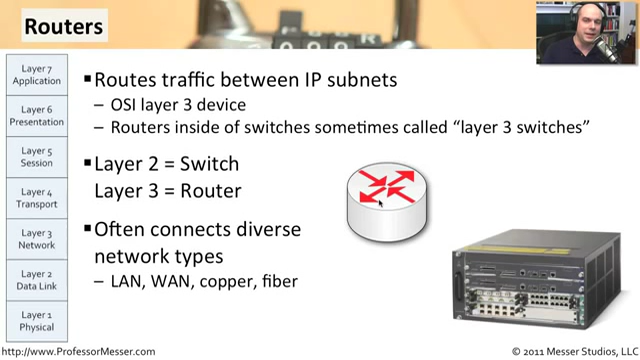 Routers
Layer 7
Application
Layer 6
Presentation
Layer 5
Session
Layer 4
Transport
Layer 3
Network
Layer 2
Data Link
Layer 1
Physical
▪Routes traffic between IP subnets
– OSI layer 3 device
– Routers inside of switches sometimes called “layer 3 switches”
▪Layer 2 = Switch
Layer 3 = Router
▪Often connects diverse
network types
– LAN, WAN, copper, fiber
http://www.ProfessorMesser.com
© 2011 Messer Studios, LLC